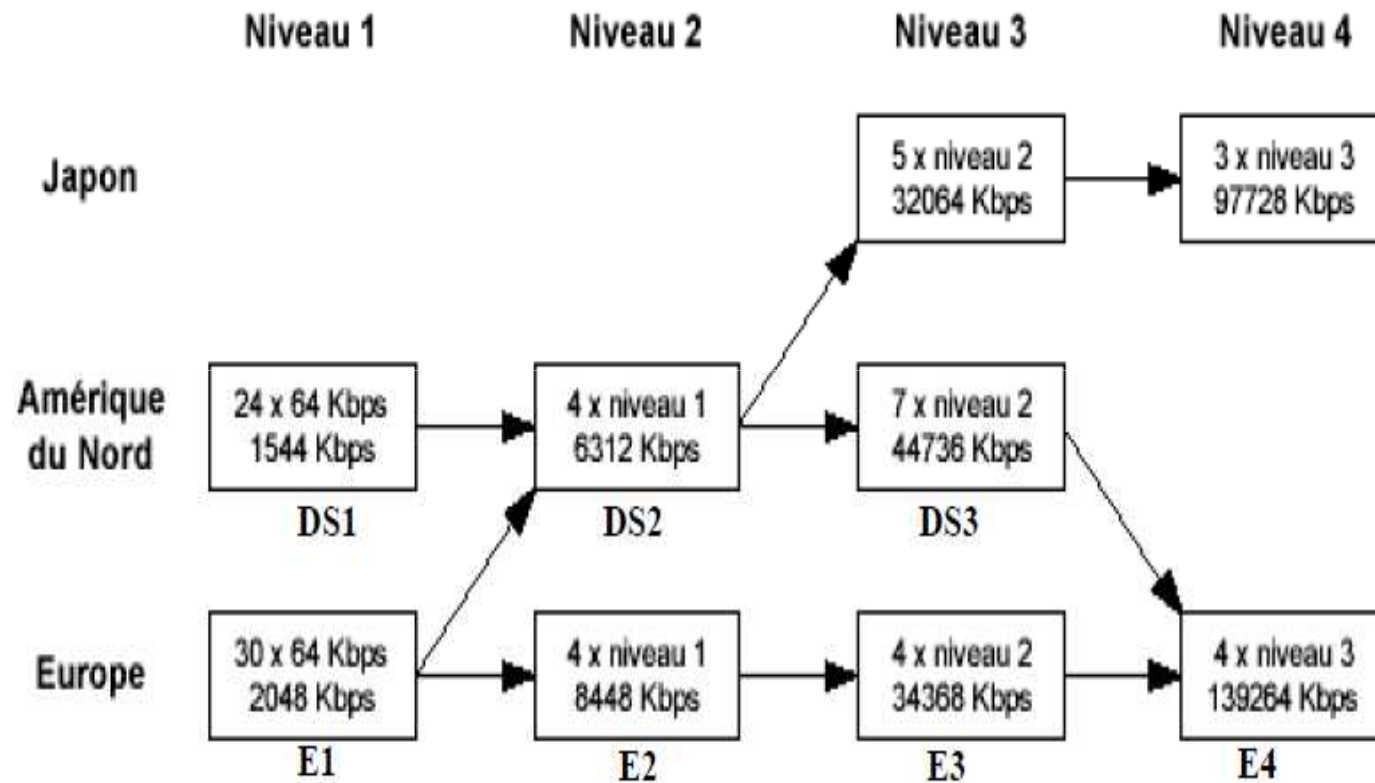 Niveau 1
Niveau 2
Niveau 3
Niveau 4
Japon
5 x niveau 2
32064 Kbps
3 x niveau 3
97728 Kbps
Amérique
du Nord
24 x 64 Kbps
1544 Kbps
DS1
4 x niveau 1
6312 Kbps
DS2
7 x niveau 2
44736 Kbps
DS3
Europe
30 x 64 Kbps
2048 Kbps
E1
4 x niveau 1
8448 Kbps
E2
4 x niveau 2
34368 Kbps
E3
4 x niveau 3
139264 Kbps
E4